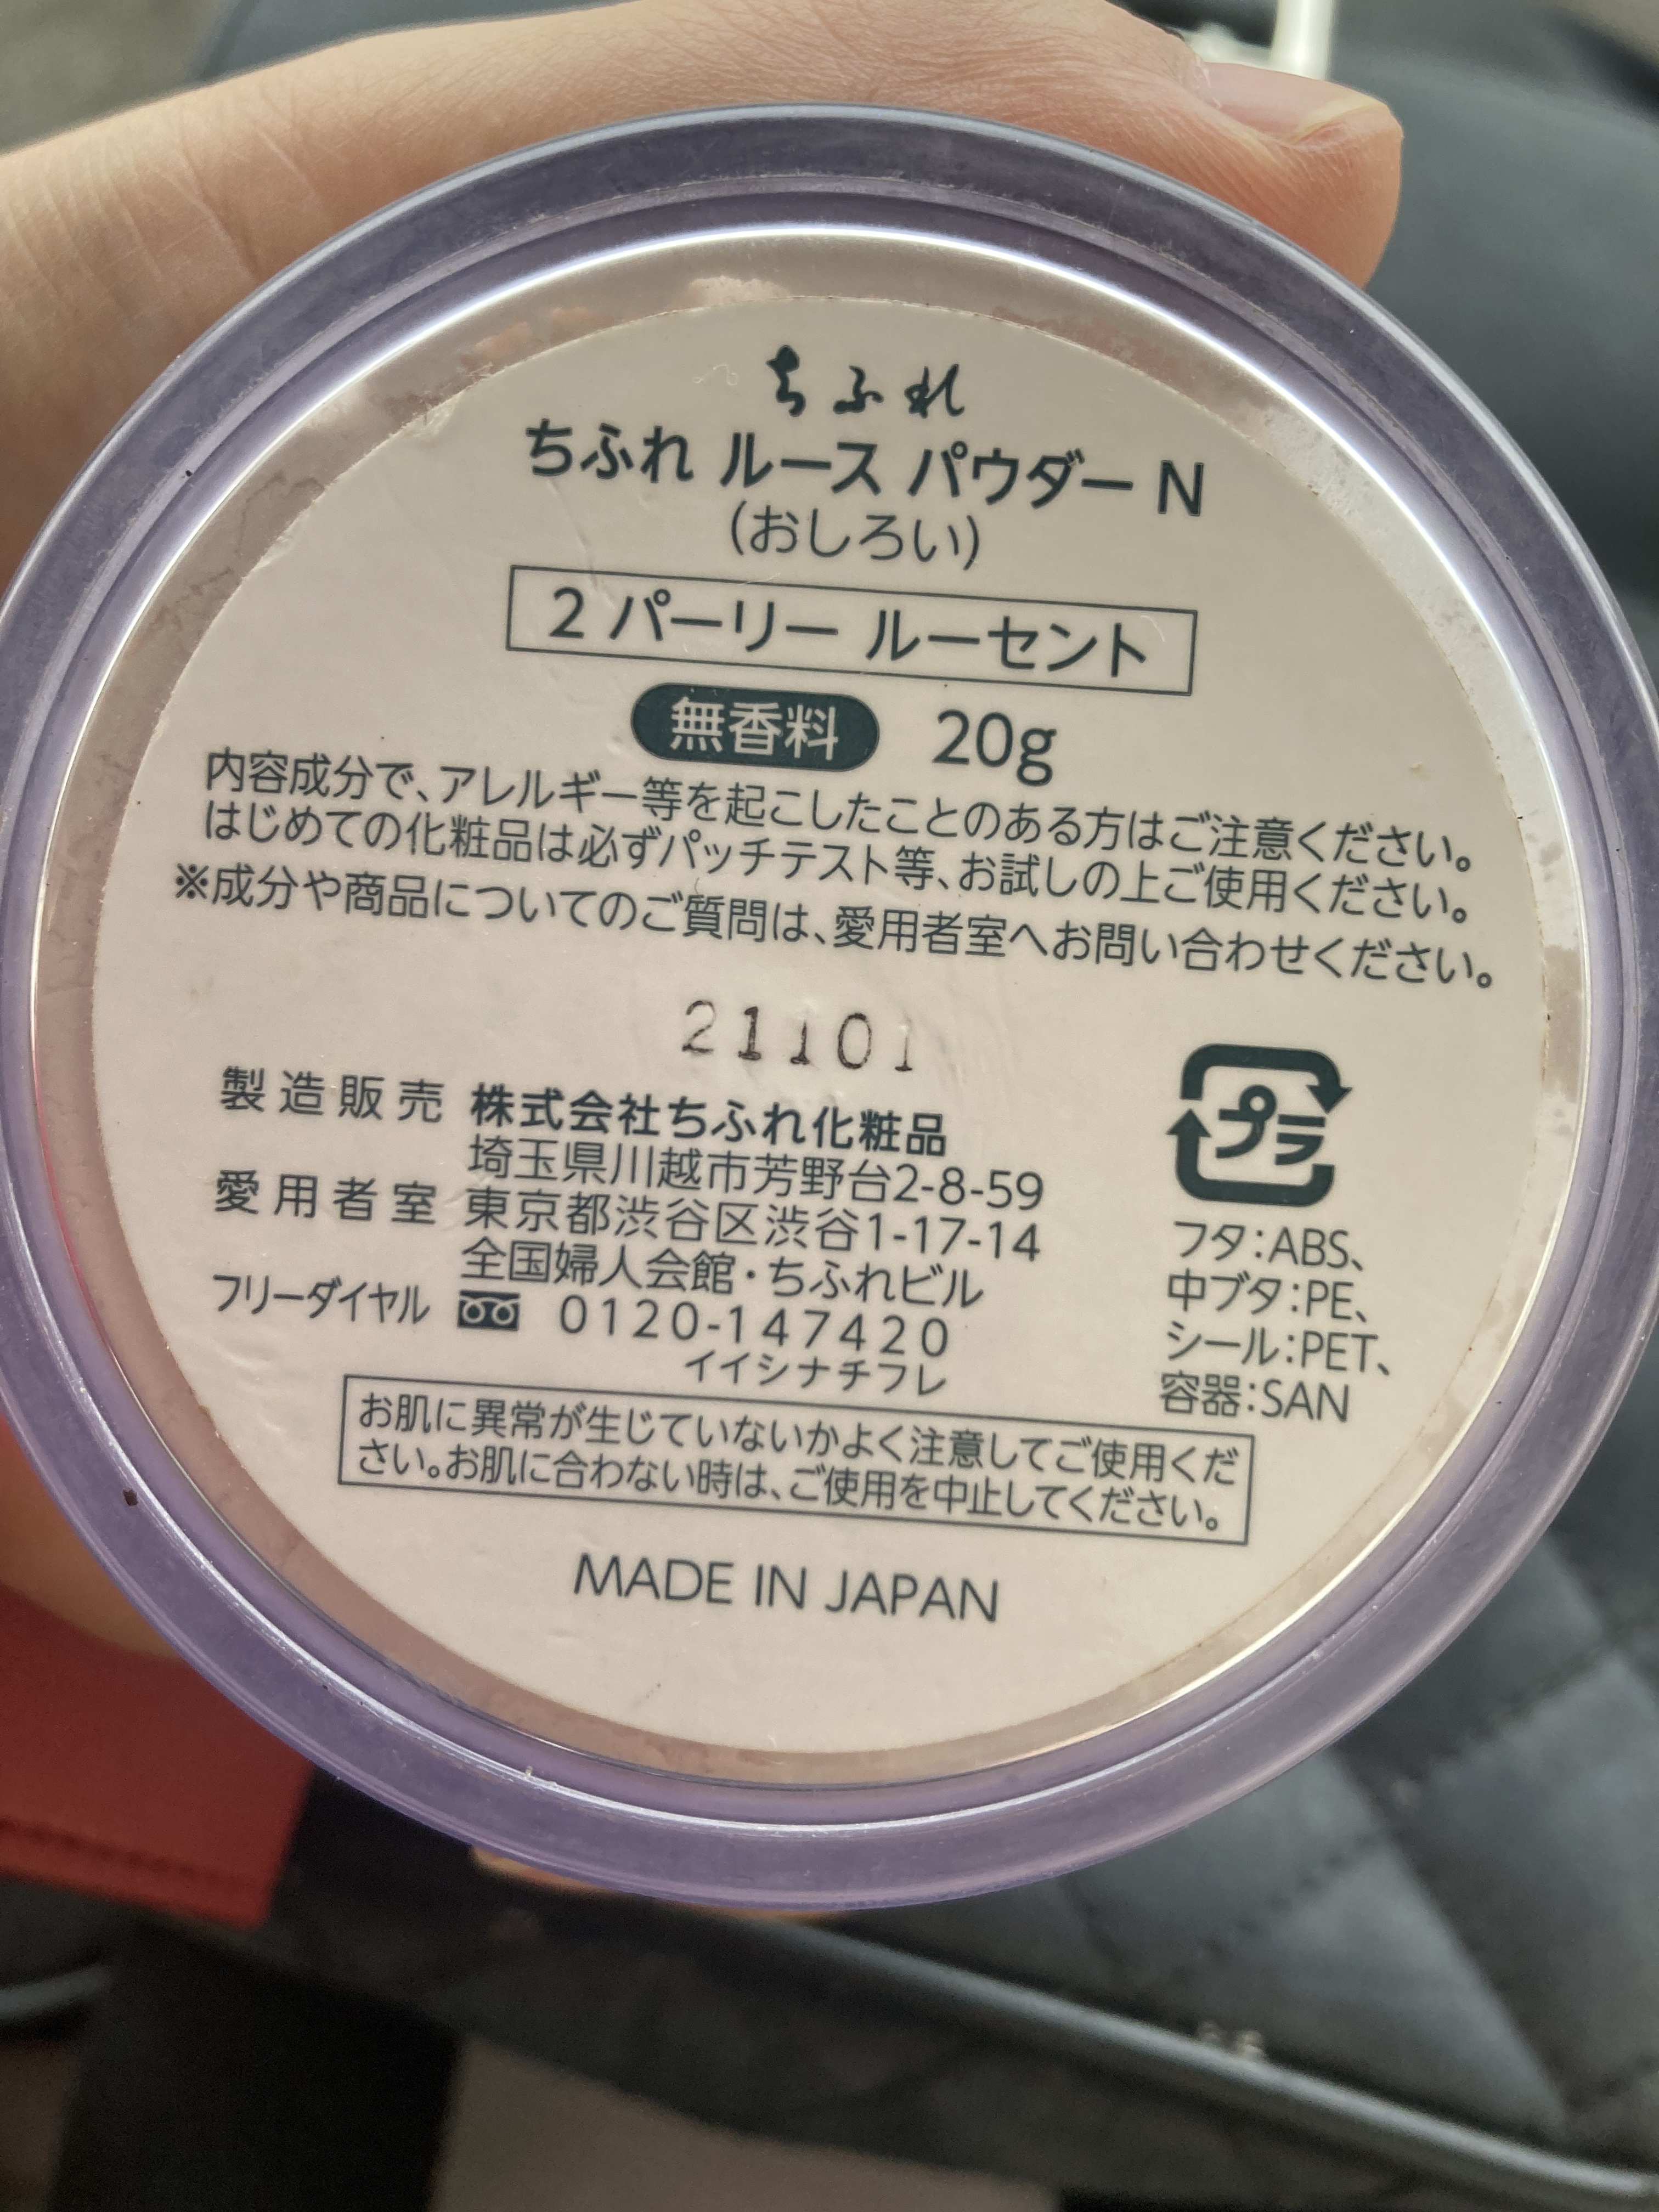 ちふれ
ちふれ ルース パウダー N
(おしろい)
2 パーリー ルーセント
無香料 20g
内容成分で、アレルギー等を起こしたことのある方はご注意ください。
はじめての化粧品は必ずパッチテスト等、お試しの上ご使用ください。
※成分や商品についてのご質問は、愛用者室へお問い合わせください。
21101
製造販売 株式会社ちふれ化粧品
埼玉県川越市芳野台2-8-59
愛用者室 東京都渋谷区渋谷1-17-14
全国婦人会館・ちふれビル
フリーダイヤル 0120-147420
イイシナチフレ
プラ
フタ:ABS、
中ブタ:PE、
シール:PET、
容器:SAN
お肌に異常が生じていないかよく注意してご使用くだ
さい。お肌に合わない時は、ご使用を中止してください。
MADE IN JAPAN